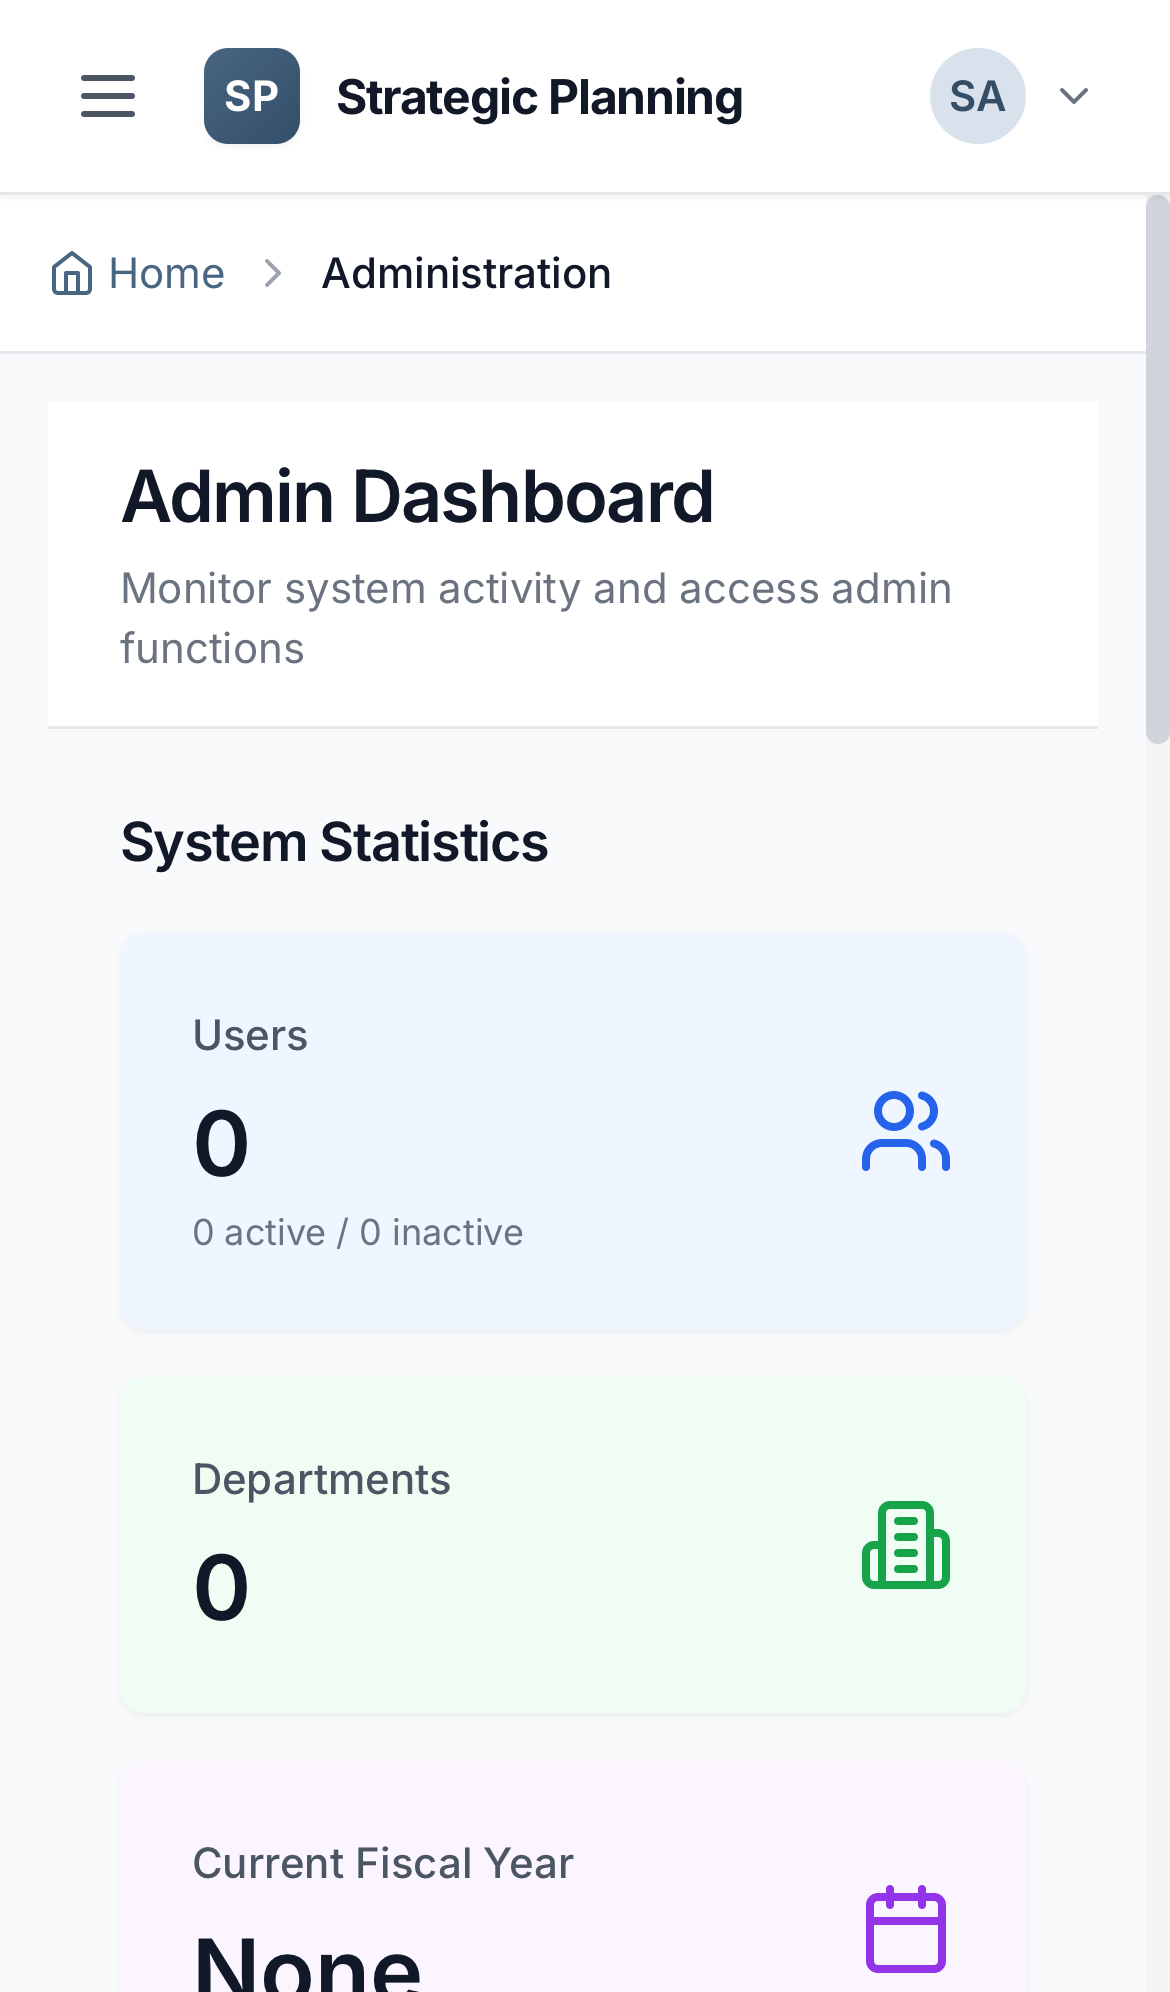 SP
Strategic Planning
SA
Home
Administration
Admin Dashboard
Monitor system activity and access admin
functions
System Statistics
Users
0
0 active / 0 inactive
Departments
0
Current Fiscal Year
None